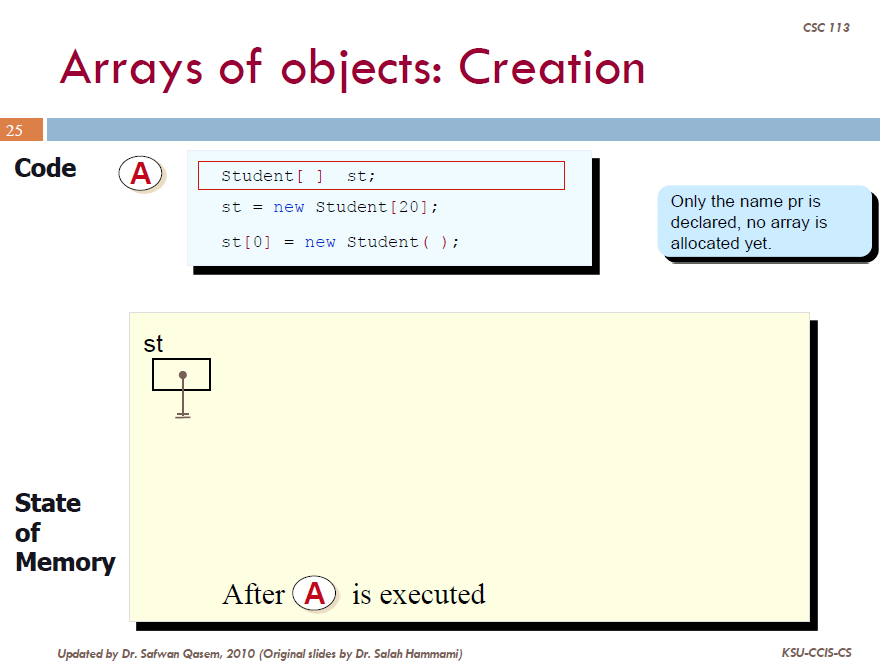 CSC 113
Arrays of objects: Creation
25
Code
A
Student[ ]  st;
st = new Student[20];
st[0] = new Student( );
Only the name pr is
declared, no array is
allocated yet.
st
State
of
Memory
After A is executed
Updated by Dr. Safwan Qasem, 2010 (Original slides by Dr. Salah Hammami)
KSU-CCIS-CS